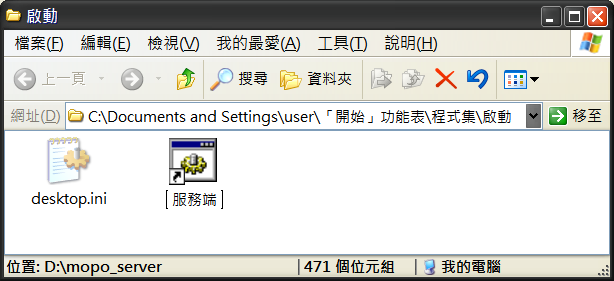 啟動
檔案(F) 編輯(E) 檢視(V) 我的最愛(A) 工具(T) 說明(H)
上一頁 搜尋 資料夾
網址(D) C:\Documents and Settings\user\「開始」功能表\程式集\啟動 移至
desktop.ini [ 服務端 ]
位置: D:\mopo_server 471 個位元組 我的電腦